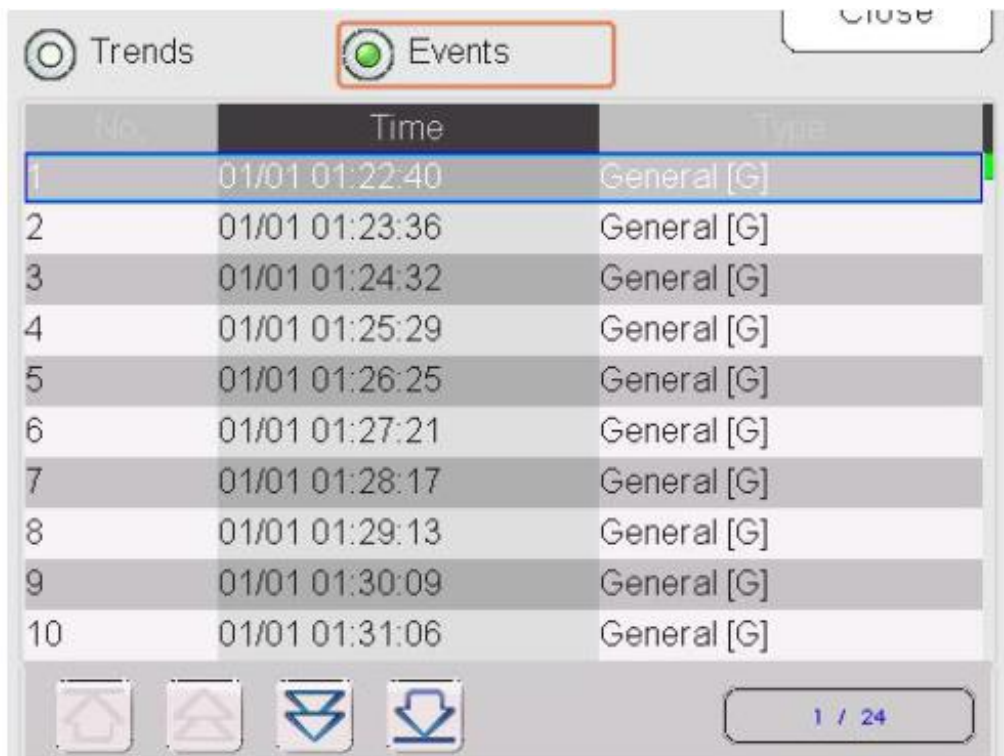 Close
Trends Events
No. Time Type
1 01/01 01:22:40 General [G]
2 01/01 01:23:36 General [G]
3 01/01 01:24:32 General [G]
4 01/01 01:25:29 General [G]
5 01/01 01:26:25 General [G]
6 01/01 01:27:21 General [G]
7 01/01 01:28:17 General [G]
8 01/01 01:29:13 General [G]
9 01/01 01:30:09 General [G]
10 01/01 01:31:06 General [G]
1 / 24